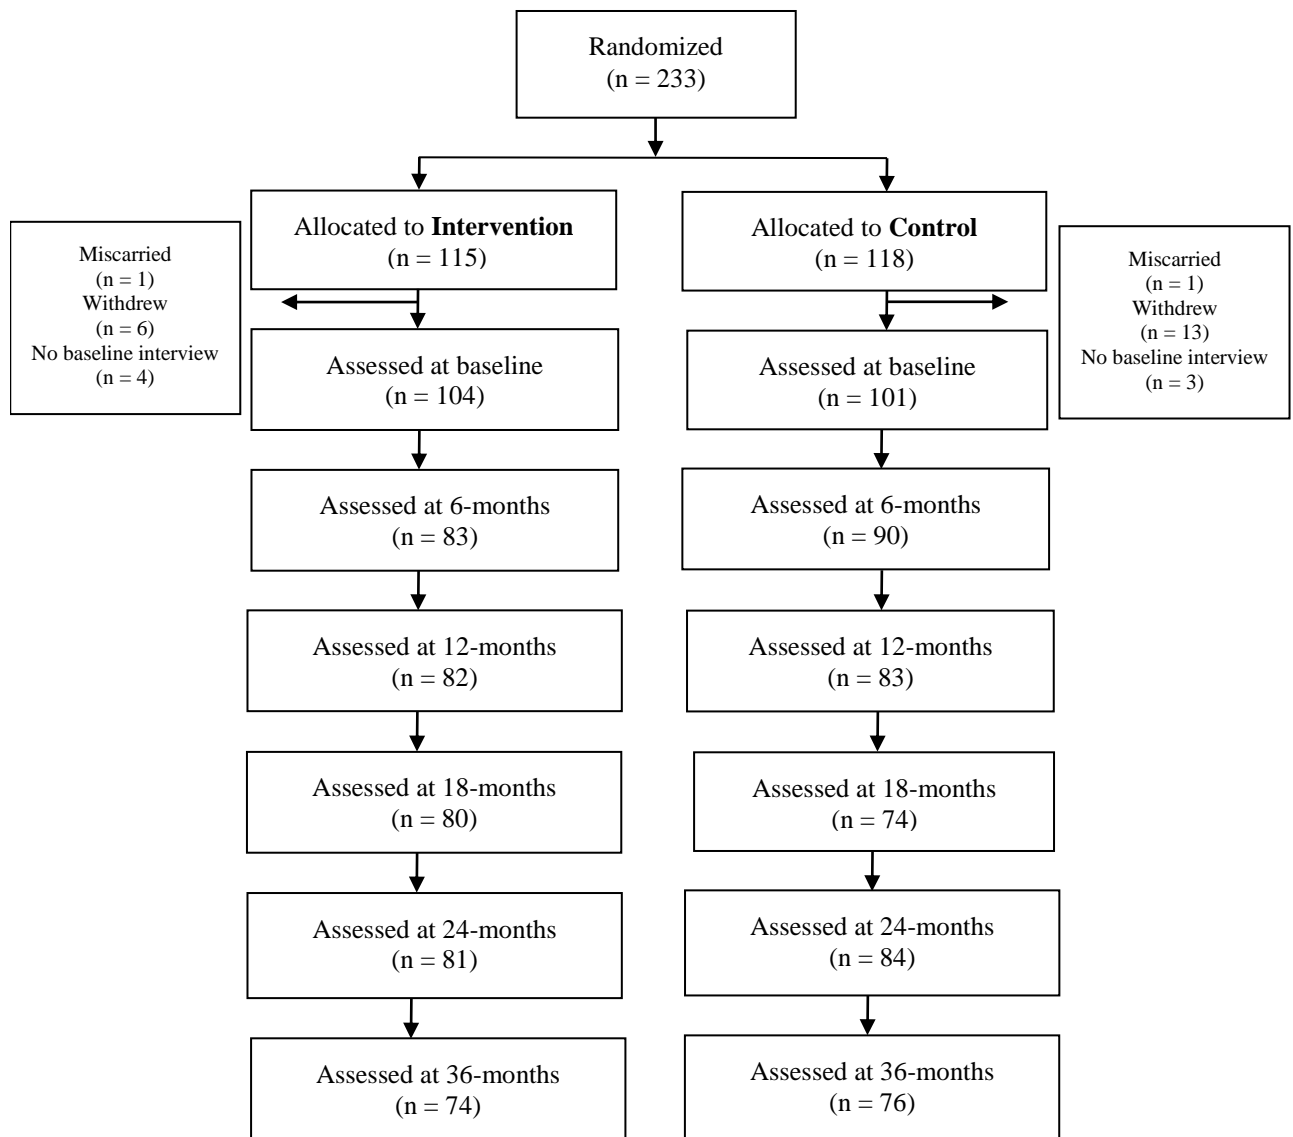 Randomized
(n = 233)
Allocated to Intervention
(n = 115)
Allocated to Control
(n = 118)
Miscarried
(n = 1)
Withdrew
(n = 6)
No baseline interview
(n = 4)
Miscarried
(n = 1)
Withdrew
(n = 13)
No baseline interview
(n = 3)
Assessed at baseline
(n = 104)
Assessed at baseline
(n = 101)
Assessed at 6-months
(n = 83)
Assessed at 6-months
(n = 90)
Assessed at 12-months
(n = 82)
Assessed at 12-months
(n = 83)
Assessed at 18-months
(n = 80)
Assessed at 18-months
(n = 74)
Assessed at 24-months
(n = 81)
Assessed at 24-months
(n = 84)
Assessed at 36-months
(n = 74)
Assessed at 36-months
(n = 76)